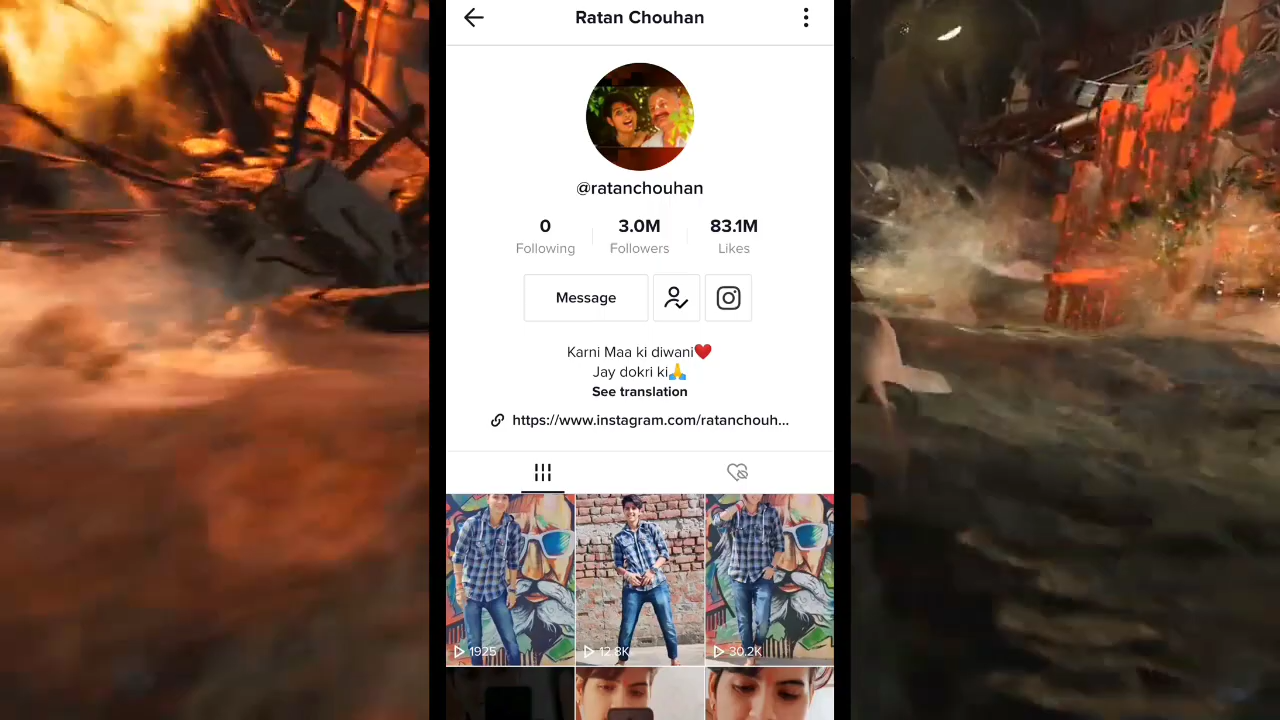 Ratan Chouhan
@ratanchouhan
0 3.0M 83.1M
Following Followers Likes
Message
Karni Maa ki diwani❤️
Jay dokri ki🙏
See translation
https://www.instagram.com/ratanchouh...
1925 12.8K 30.2K